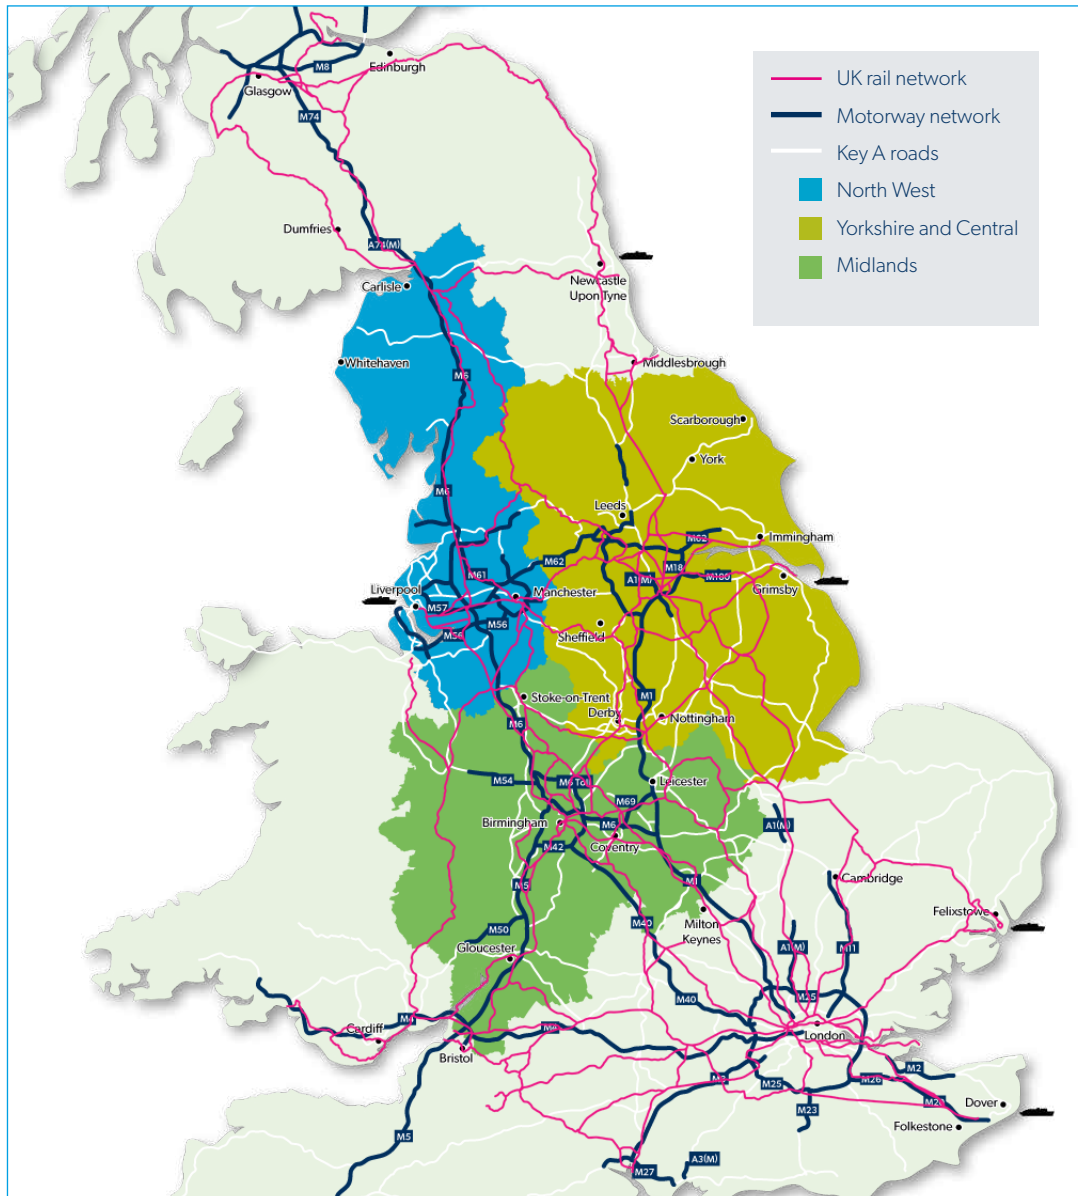 UK rail network
Motorway network
Key A roads
North West
Yorkshire and Central
Midlands
Edinburgh
M8
Glasgow
M74
Dumfries
A74(M)
Carlisle
Newcastle
Upon Tyne
Whitehaven
Middlesbrough
M6
Scarborough
York
M6
Leeds
M62
Immingham
M62
M18
M61
A1(M)
M180
Liverpool
Manchester
Grimsby
M57
M56
M56
Sheffield
Stoke-on-Trent
M1
Derby
Nottingham
M6
M54
M6 Toll
Leicester
M69
Birmingham
M6
A1(M)
M42
Coventry
M5
M1
Cambridge
Milton
Keynes
Felixstowe
M50
M40
Gloucester
A1(M)
M11
M40
M25
M4
Cardiff
M4
London
Bristol
M3
M25
M26
M2
M20
Dover
M23
Folkestone
M5
A3(M)
M27